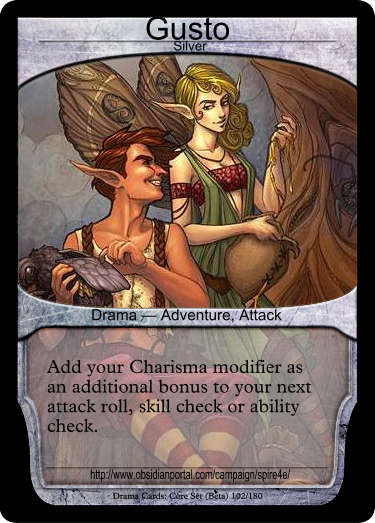 Gusto
Silver
Drama — Adventure, Attack
Add your Charisma modifier as
an additional bonus to your next
attack roll, skill check or ability
check.
http://www.obsidianportal.com/campaign/spire4e/
Drama Cards: Core Set (Beta) 102/180